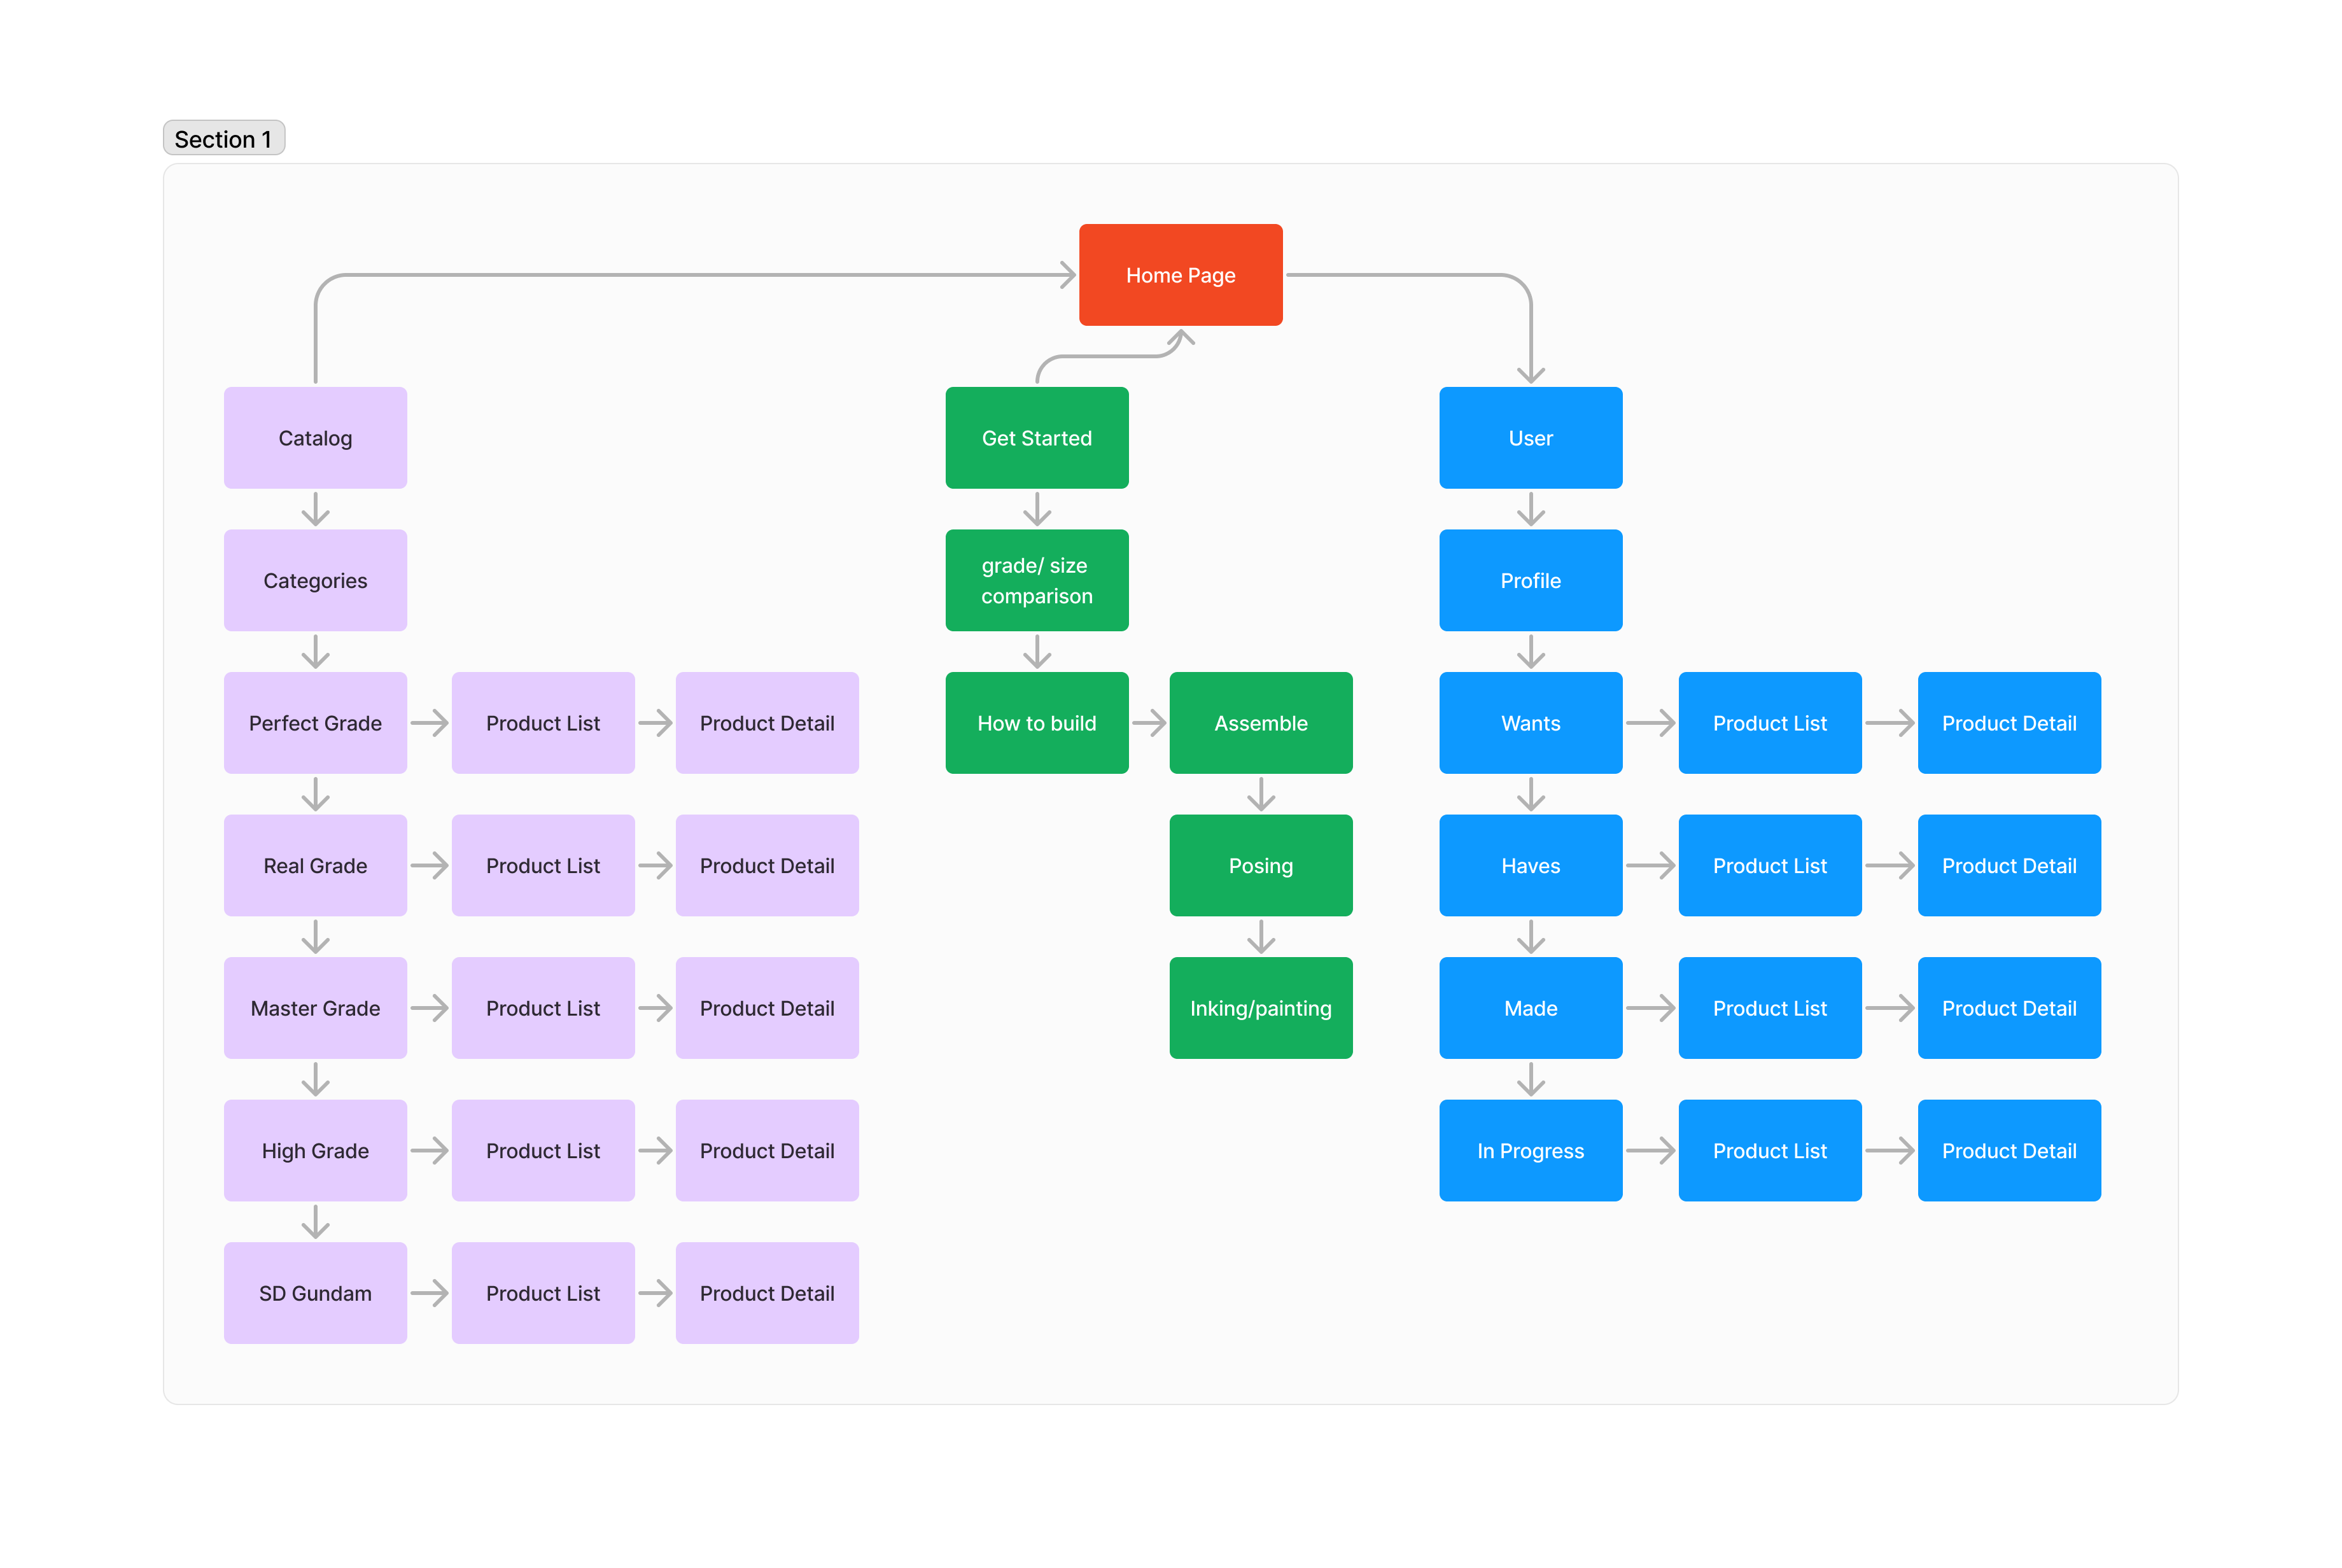 Section 1
Home Page
Catalog
Get Started
User
Categories
grade/ size
comparison
Profile
Perfect Grade
Product List
Product Detail
How to build
Assemble
Wants
Product List
Product Detail
Real Grade
Product List
Product Detail
Posing
Haves
Product List
Product Detail
Master Grade
Product List
Product Detail
Inking/painting
Made
Product List
Product Detail
High Grade
Product List
Product Detail
In Progress
Product List
Product Detail
SD Gundam
Product List
Product Detail